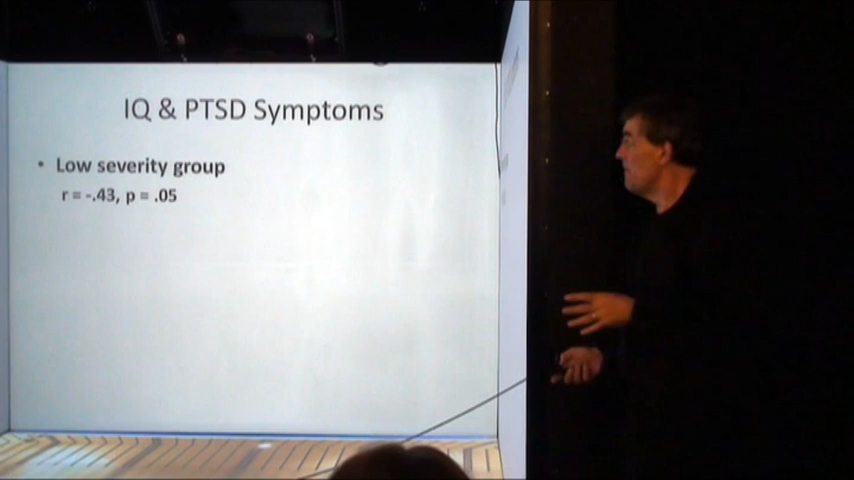 IQ & PTSD Symptoms
• Low severity group
r = -.43, p = .05